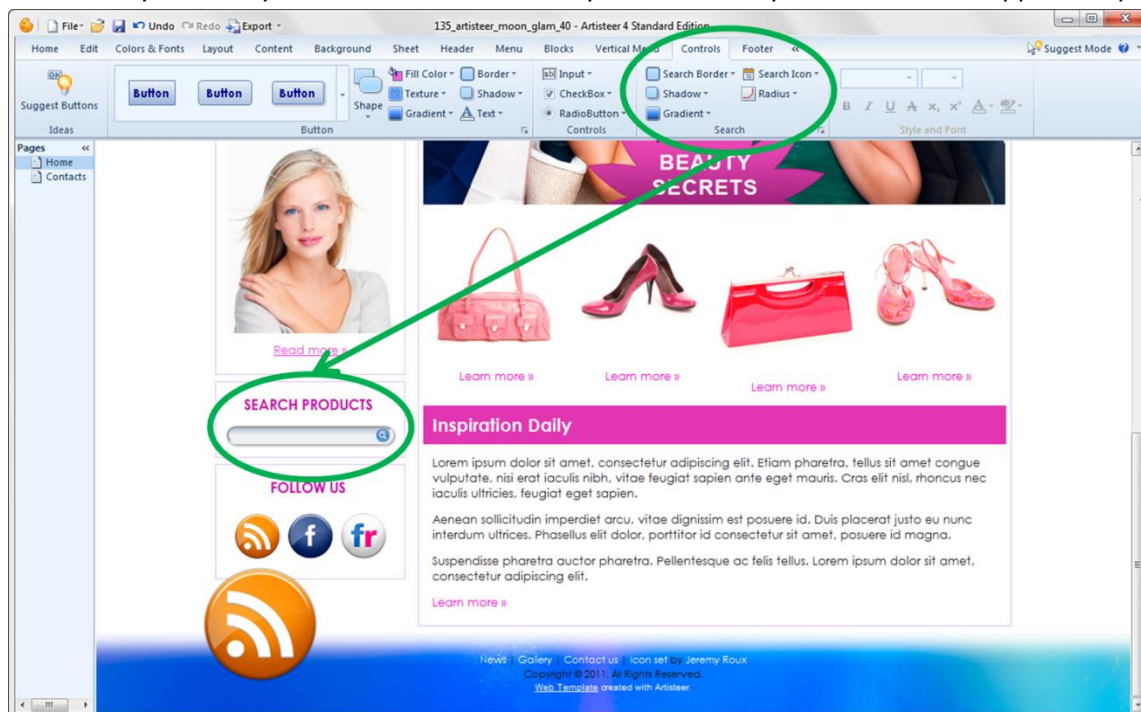 File Undo Redo Export 135_artisteer_moon_glam_40 - Artisteer 4 Standard Edition
Home Edit Colors & Fonts Layout Content Background Sheet Header Menu Blocks Vertical Controls Footer « Suggest Mode
Button Button Button Fill Color Border Input Search Border Search Icon
Suggest Buttons Shape Texture Shadow CheckBox Shadow Radius
Gradient Text RadioButton Gradient B I U A x₂ x² A aby
Ideas Button Controls Search Style and Font
Pages «
Home
Contacts
BEAUTY
SECRETS
Read more »
Learn more » Learn more » Learn more » Learn more »
SEARCH PRODUCTS
Inspiration Daily
Lorem ipsum dolor sit amet, consectetur adipiscing elit. Etiam pharetra, tellus sit amet congue
vulputate, nisi erat iaculis nibh, vitae feugiat sapien ante eget mauris. Cras elit nisl, rhoncus nec
iaculis ultricies, feugiat eget sapien.
FOLLOW US
f fr
Aenean sollicitudin imperdiet arcu, vitae dignissim est posuere id. Duis placerat justo eu nunc
interdum ultrices. Phasellus elit dolor, porttitor id consectetur sit amet, posuere id magna.
Suspendisse pharetra auctor pharetra. Pellentesque ac felis tellus. Lorem ipsum dolor sit amet,
consectetur adipiscing elit.
Learn more »
News | Gallery | Contact us | Icon set by Jeremy Roux
Copyright © 2011. All Rights Reserved.
Web Template created with Artisteer.